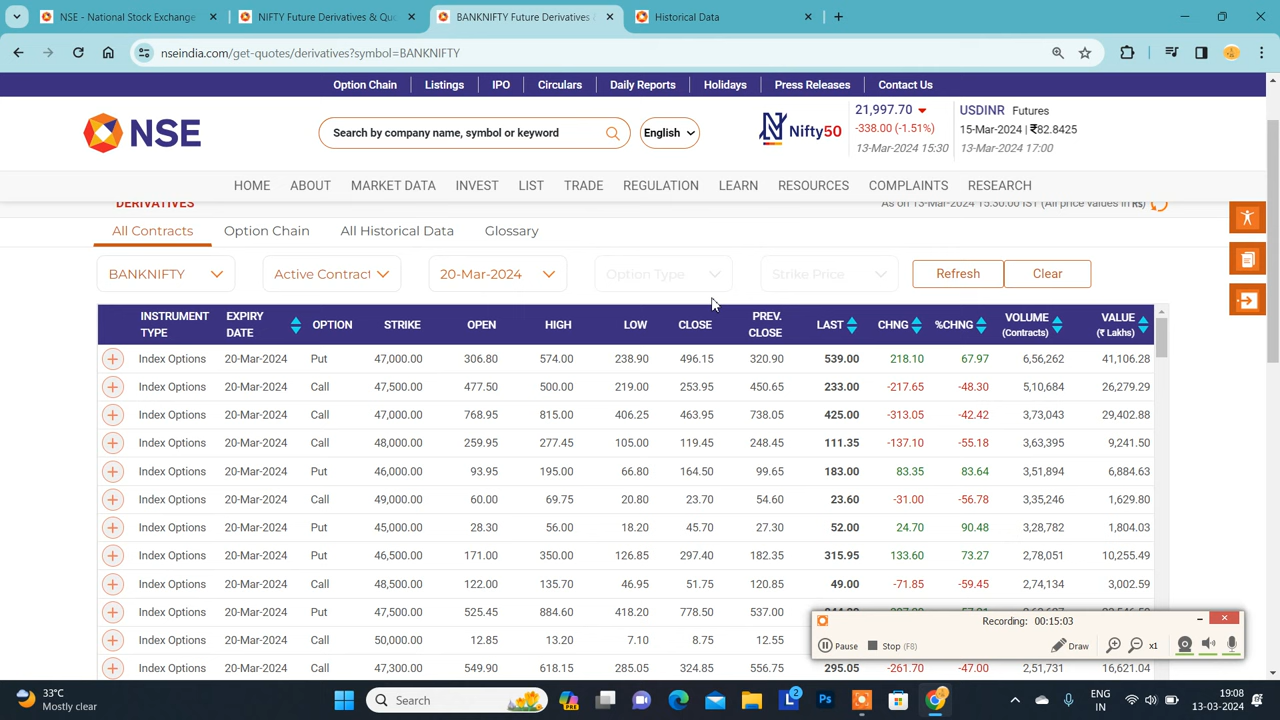 NSE - National Stock Exchange
NIFTY Future Derivatives & Quo
BANKNIFTY Future Derivatives &
Historical Data
nseindia.com/get-quotes/derivatives?symbol=BANKNIFTY
Option Chain Listings IPO Circulars Daily Reports Holidays Press Releases Contact Us
NSE
Search by company name, symbol or keyword
English
Nifty50
21,997.70
-338.00 (-1.51%)
13-Mar-2024 15:30
USDINR Futures
15-Mar-2024 | ₹82.8425
13-Mar-2024 17:00
HOME ABOUT MARKET DATA INVEST LIST TRADE REGULATION LEARN RESOURCES COMPLAINTS RESEARCH
DERIVATIVES
As on 13-Mar-2024 15:30:00 IST (All price values in Rs)
All Contracts Option Chain All Historical Data Glossary
BANKNIFTY Active Contract 20-Mar-2024 Option Type Strike Price Refresh Clear
INSTRUMENT TYPE EXPIRY DATE OPTION STRIKE OPEN HIGH LOW CLOSE PREV. CLOSE LAST CHNG %CHNG VOLUME (Contracts) VALUE (₹ Lakhs)
Index Options 20-Mar-2024 Put 47,000.00 306.80 574.00 238.90 496.15 320.90 539.00 218.10 67.97 6,56,262 41,106.28
Index Options 20-Mar-2024 Call 47,500.00 477.50 500.00 219.00 253.95 450.65 233.00 -217.65 -48.30 5,10,684 26,279.29
Index Options 20-Mar-2024 Call 47,000.00 768.95 815.00 406.25 463.95 738.05 425.00 -313.05 -42.42 3,73,043 29,402.88
Index Options 20-Mar-2024 Call 48,000.00 259.95 277.45 105.00 119.45 248.45 111.35 -137.10 -55.18 3,63,395 9,241.50
Index Options 20-Mar-2024 Put 46,000.00 93.95 195.00 66.80 164.50 99.65 183.00 83.35 83.64 3,51,894 6,884.63
Index Options 20-Mar-2024 Call 49,000.00 60.00 69.75 20.80 23.70 54.60 23.60 -31.00 -56.78 3,35,246 1,629.80
Index Options 20-Mar-2024 Put 45,000.00 28.30 56.00 18.20 45.70 27.30 52.00 24.70 90.48 3,28,782 1,804.03
Index Options 20-Mar-2024 Put 46,500.00 171.00 350.00 126.85 297.40 182.35 315.95 133.60 73.27 2,78,051 10,255.49
Index Options 20-Mar-2024 Call 48,500.00 122.00 135.70 46.95 51.75 120.85 49.00 -71.85 -59.45 2,74,134 3,002.59
Index Options 20-Mar-2024 Put 47,500.00 525.45 884.60 418.20 778.50 537.00
Index Options 20-Mar-2024 Call 50,000.00 12.85 13.20 7.10 8.75 12.55
Index Options 20-Mar-2024 Call 47,300.00 549.90 618.15 285.05 324.85 556.75 295.05 -261.70 -47.00 2,51,731 16,621.04
Recording: 00:15:03
Pause Stop (F8) Draw x1
33°C
Mostly clear
Search
2
ENG
IN
19:08
13-03-2024